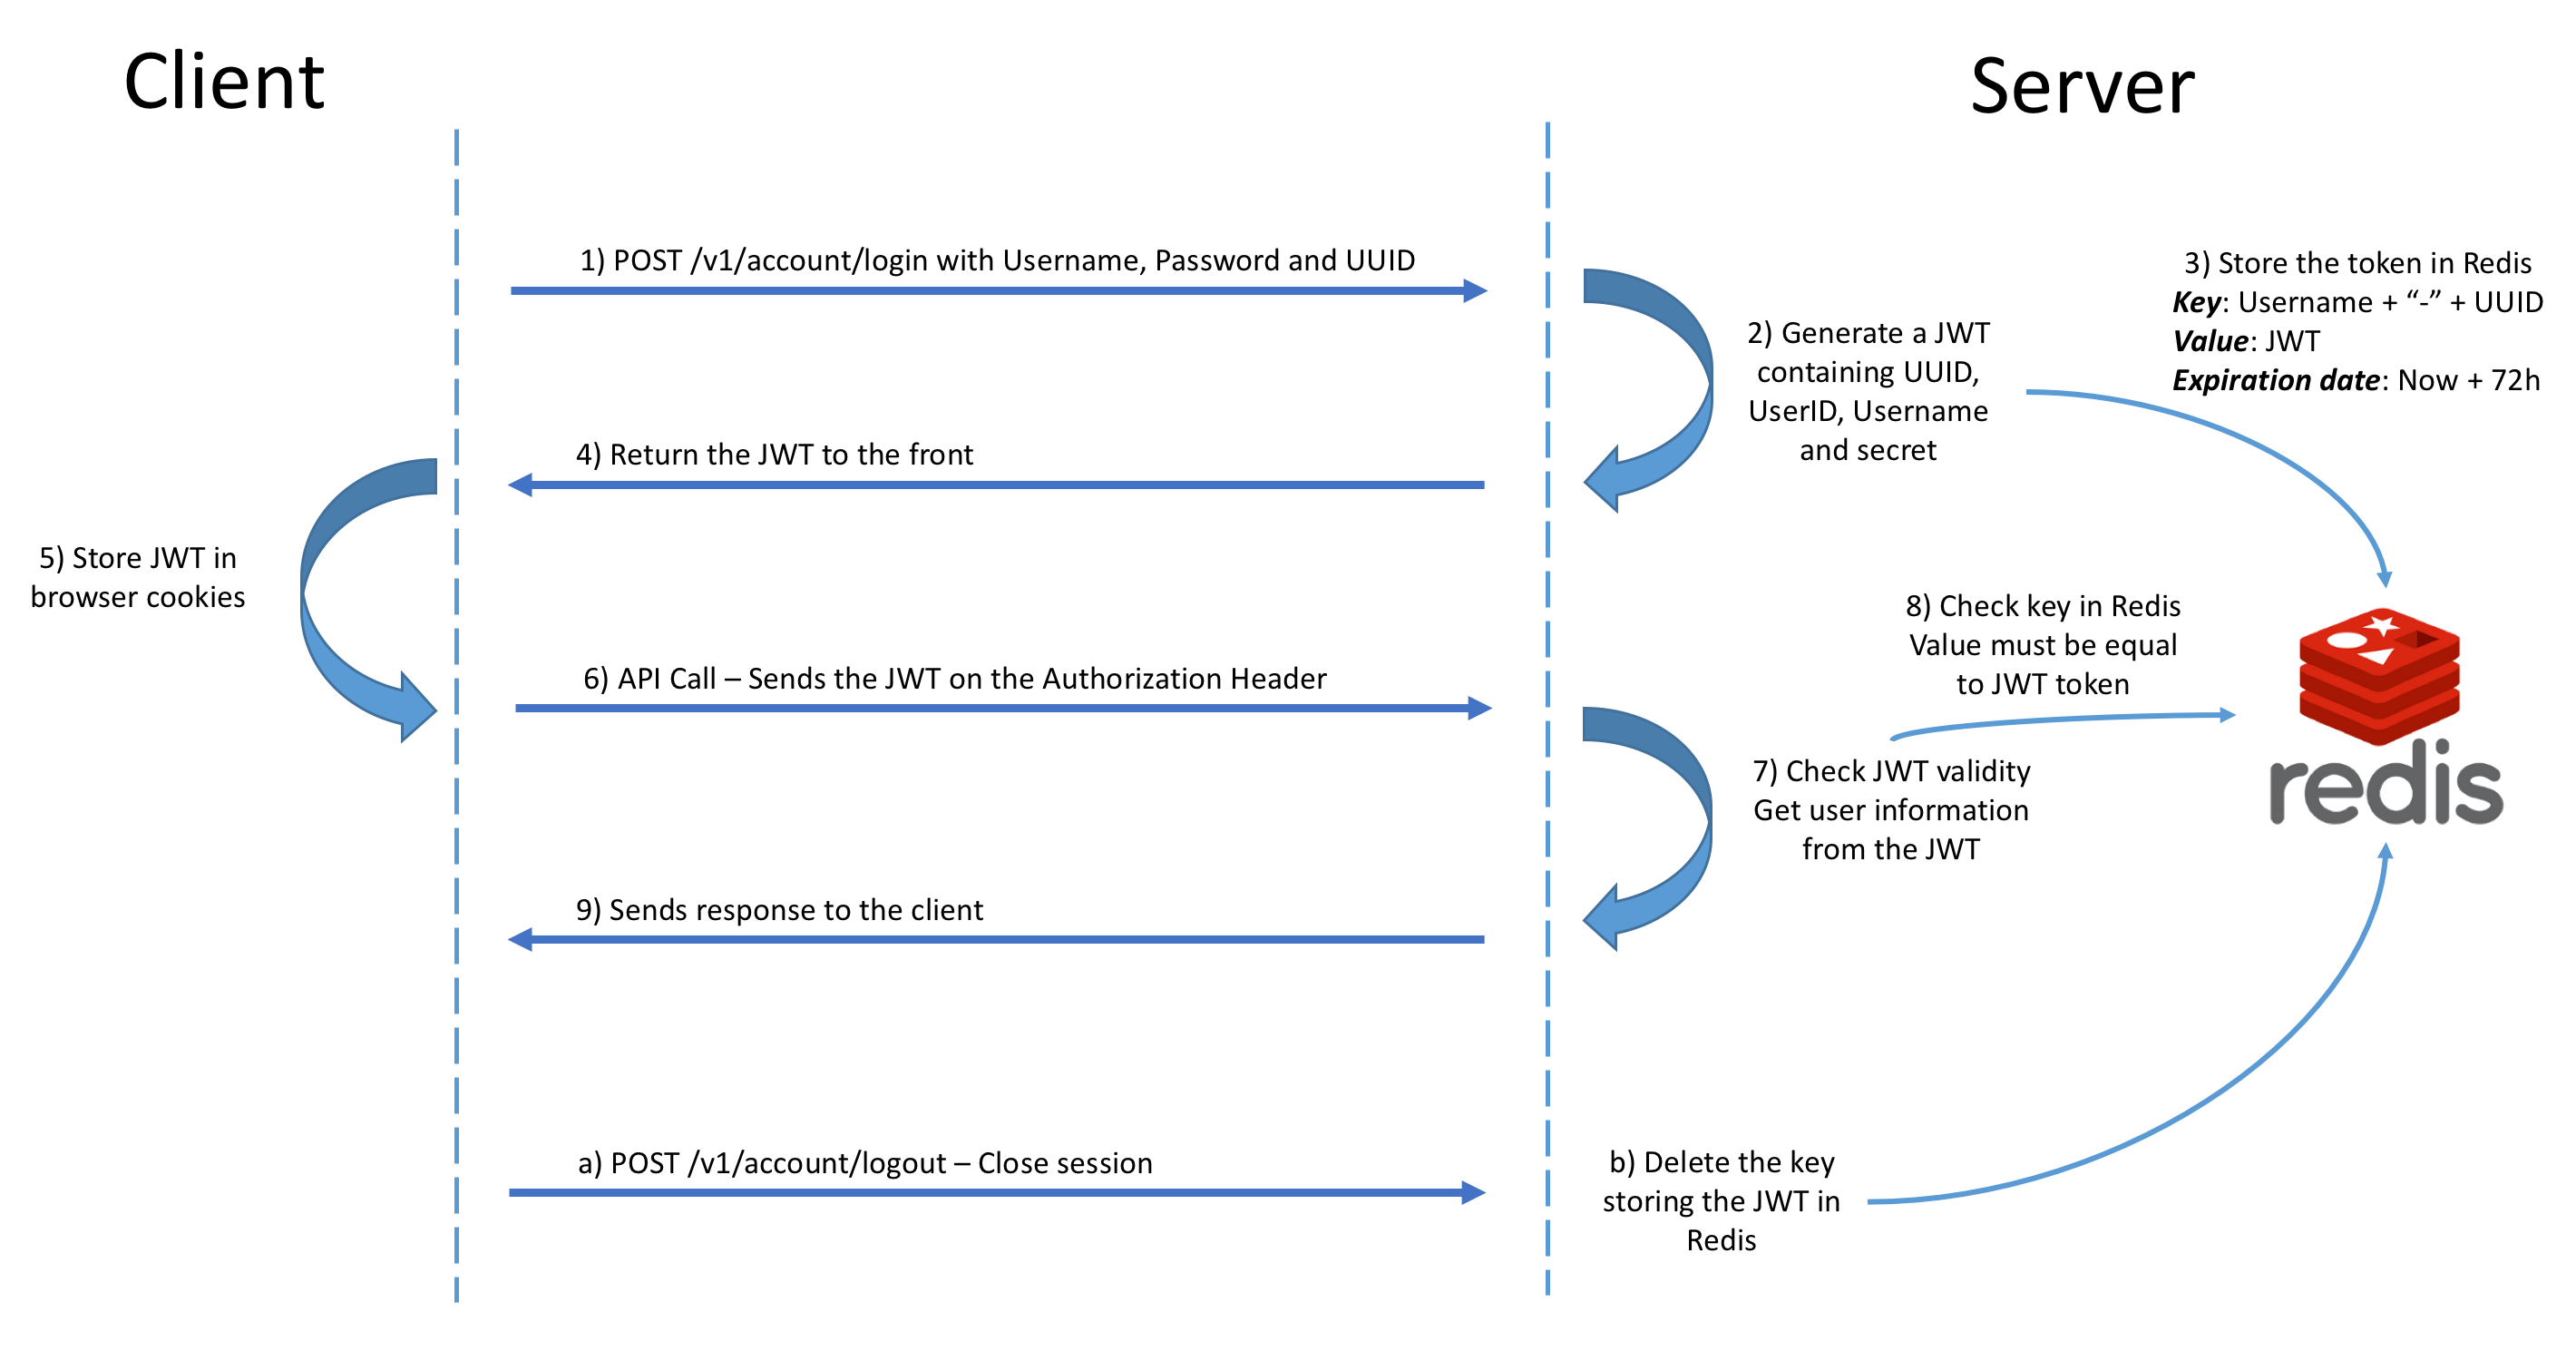 Client
Server
1) POST /v1/account/login with Username, Password and UUID
2) Generate a JWT
containing UUID,
UserID, Username
and secret
3) Store the token in Redis
Key: Username + “-” + UUID
Value: JWT
Expiration date: Now + 72h
4) Return the JWT to the front
5) Store JWT in
browser cookies
6) API Call – Sends the JWT on the Authorization Header
7) Check JWT validity
Get user information
from the JWT
8) Check key in Redis
Value must be equal
to JWT token
redis
9) Sends response to the client
a) POST /v1/account/logout – Close session
b) Delete the key
storing the JWT in
Redis